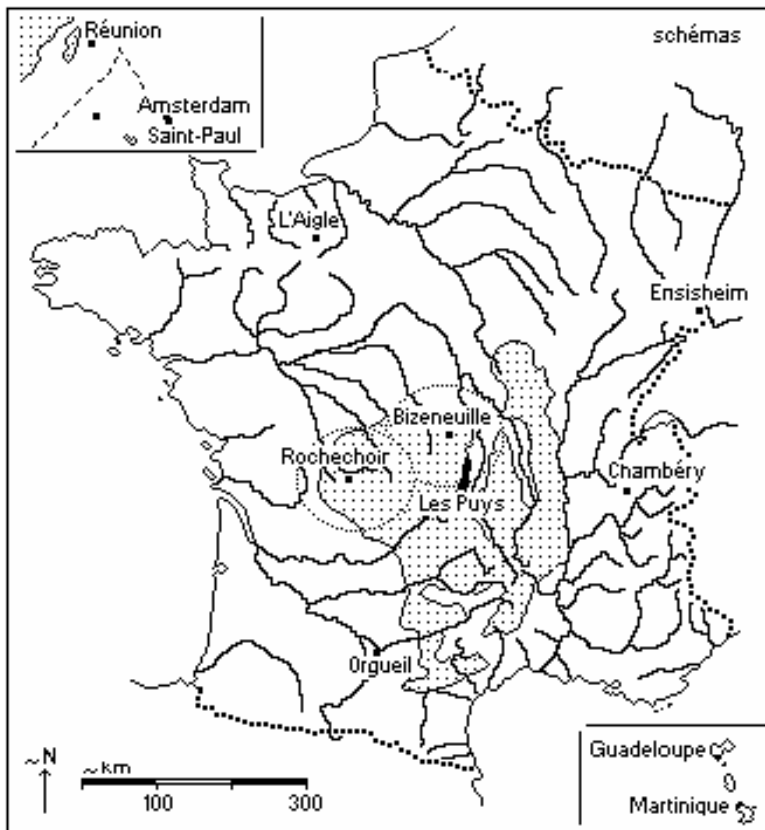 Réunion
schémas
Amsterdam
Saint-Paul
L'Aigle
Ensisheim
Bizeneuille
Rochechoir
Chambéry
Les Puys
Orgueil
~N
~km
100
300
Guadeloupe
Martinique